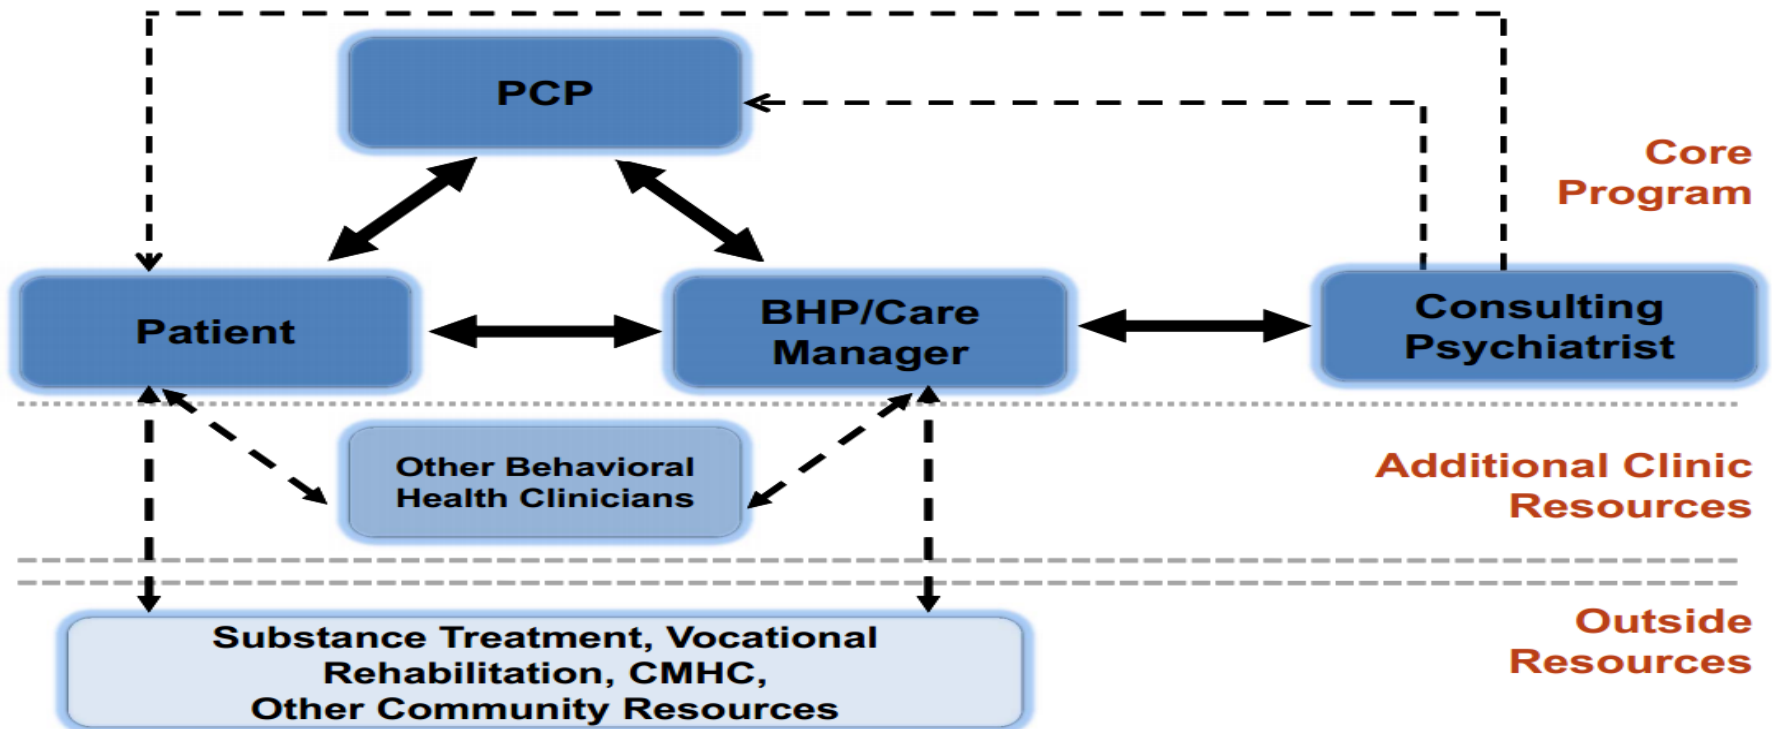 PCP
Core
Program
Patient
BHP/Care
Manager
Consulting
Psychiatrist
Other Behavioral
Health Clinicians
Additional Clinic
Resources
Substance Treatment, Vocational
Rehabilitation, CMHC,
Other Community Resources
Outside
Resources